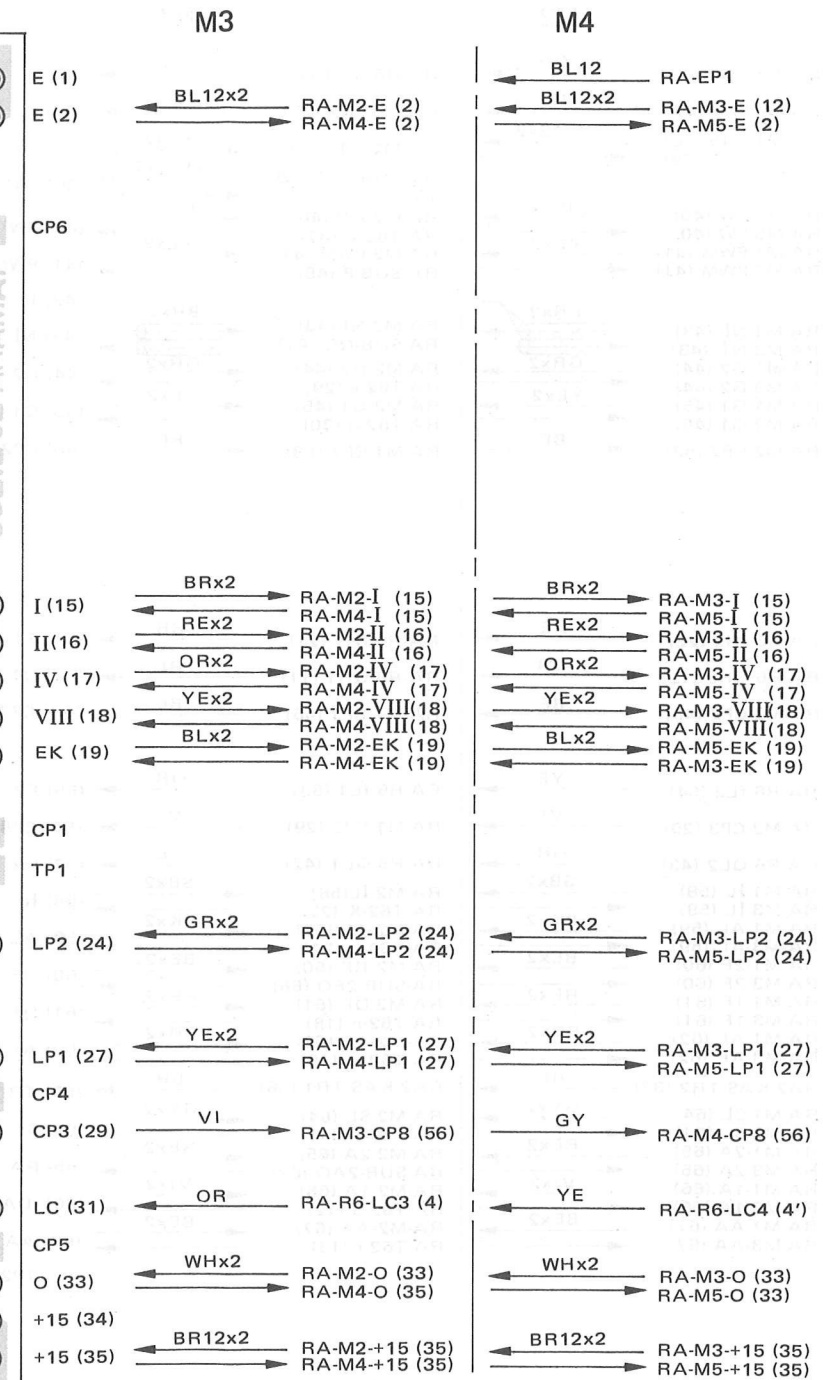 M3 M4
BL12 RA-EP1
E (1)
BL12x2 RA-M2-E (2) BL12x2 RA-M3-E (12)
E (2) RA-M4-E (2) RA-M5-E (2)
CP6
BRx2 RA-M2-I (15) BRx2 RA-M3-I (15)
I (15) RA-M4-I (15) RA-M5-I (15)
REx2 RA-M2-II (16) REx2 RA-M3-II (16)
II(16) RA-M4-II (16) RA-M5-II (16)
ORx2 RA-M2-IV (17) ORx2 RA-M3-IV (17)
IV (17) RA-M4-IV (17) RA-M5-IV (17)
YEx2 RA-M2-VIII(18) YEx2 RA-M3-VIII(18)
VIII (18) RA-M4-VIII(18) RA-M5-VIII(18)
BLx2 RA-M2-EK (19) BLx2 RA-M5-EK (19)
EK (19) RA-M4-EK (19) RA-M3-EK (19)
CP1
TP1
GRx2 RA-M2-LP2 (24) GRx2 RA-M3-LP2 (24)
LP2 (24) RA-M4-LP2 (24) RA-M5-LP2 (24)
YEx2 RA-M2-LP1 (27) YEx2 RA-M3-LP1 (27)
LP1 (27) RA-M4-LP1 (27) RA-M5-LP1 (27)
CP4
CP3 (29) VI RA-M3-CP8 (56) GY RA-M4-CP8 (56)
LC (31) OR RA-R6-LC3 (4) YE RA-R6-LC4 (4')
CP5
WHx2 RA-M2-O (33) WHx2 RA-M3-O (33)
O (33) RA-M4-O (35) RA-M5-O (33)
+15 (34)
BR12x2 RA-M2-+15 (35) BR12x2 RA-M3-+15 (35)
+15 (35) RA-M4-+15 (35) RA-M5-+15 (35)